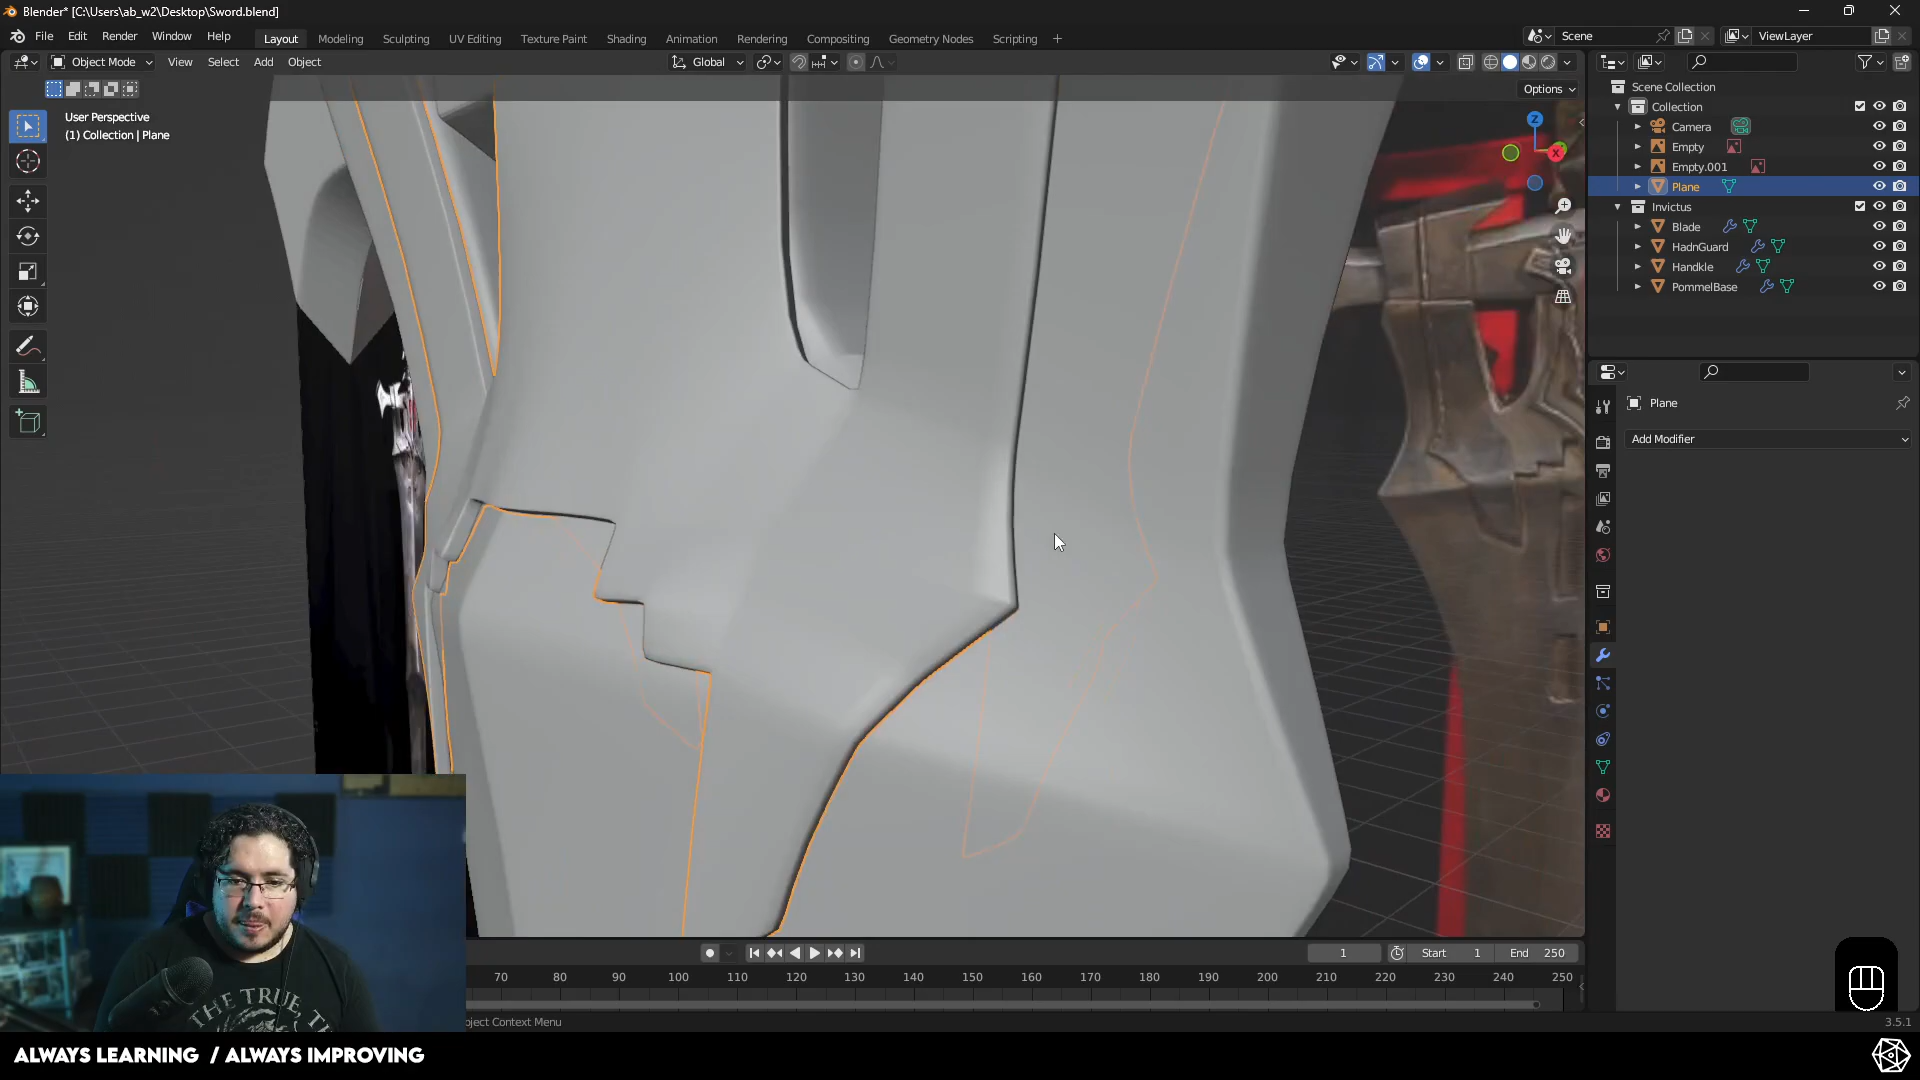 Blender* [C:\Users\ab_w2\Desktop\Sword.blend]
File Edit Render Window Help
Layout Modeling Sculpting UV Editing Texture Paint Shading Animation Rendering Compositing Geometry Nodes Scripting +
Scene
ViewLayer
Object Mode View Select Add Object
Global
Options
User Perspective
(1) Collection | Plane
Z
X
Scene Collection
Collection
Camera
Empty
Empty.001
Plane
Invictus
Blade
HadnGuard
Handkle
PommelBase
Plane
Add Modifier
1
Start 1
End 250
70 80 90 100 110 120 130 140 150 160 170 180 190 200 210 220 230 240 250
oject Context Menu
3.5.1
THE TRUE, TH
ALWAYS LEARNING / ALWAYS IMPROVING